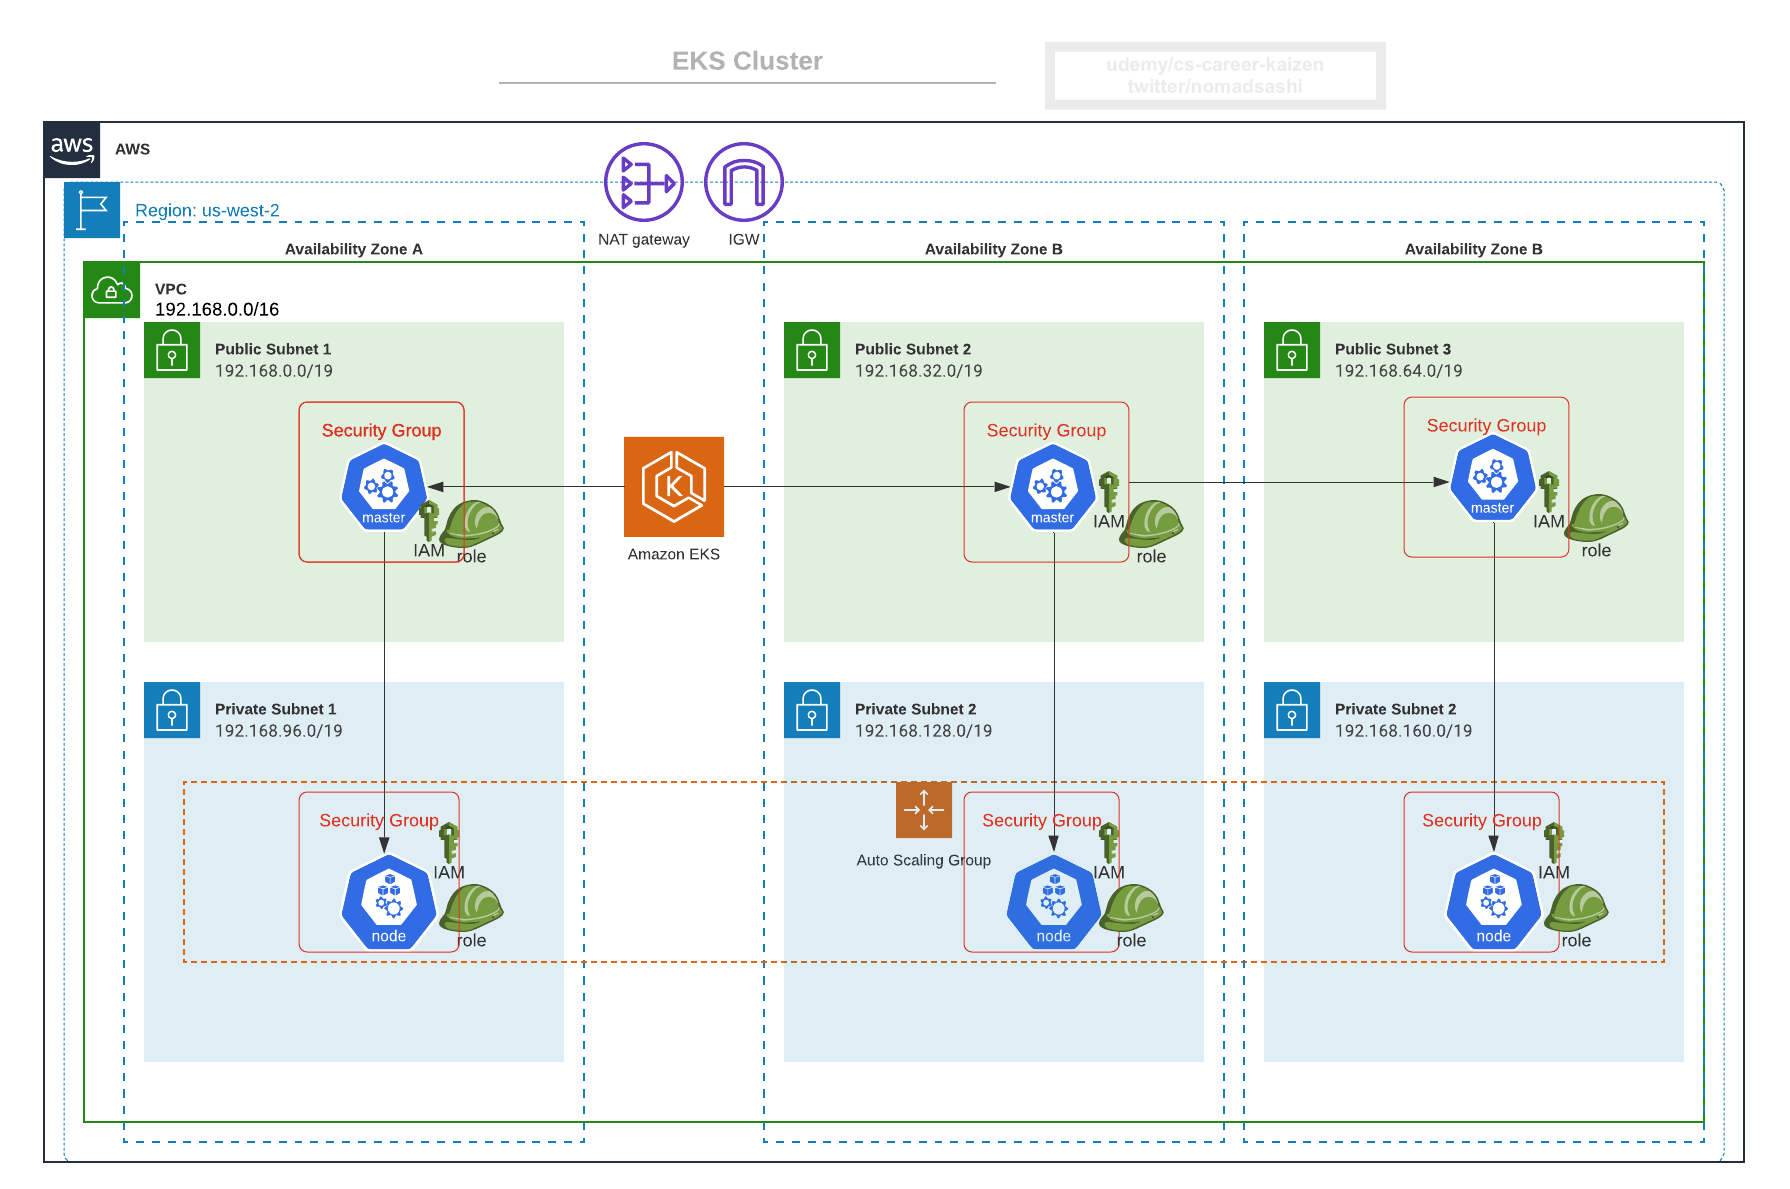 EKS Cluster
udemy/cs-career-kaizen
twitter/nomadsashi
aws
AWS
Region: us-west-2
NAT gateway
IGW
Availability Zone A
Availability Zone B
Availability Zone B
VPC
192.168.0.0/16
Public Subnet 1
192.168.0.0/19
Public Subnet 2
192.168.32.0/19
Public Subnet 3
192.168.64.0/19
Security Group
master
IAM
role
K
Amazon EKS
Security Group
master
IAM
role
Security Group
master
IAM
role
Private Subnet 1
192.168.96.0/19
Private Subnet 2
192.168.128.0/19
Private Subnet 2
192.168.160.0/19
Security Group
IAM
node
role
Auto Scaling Group
Security Group
IAM
node
role
Security Group
IAM
node
role